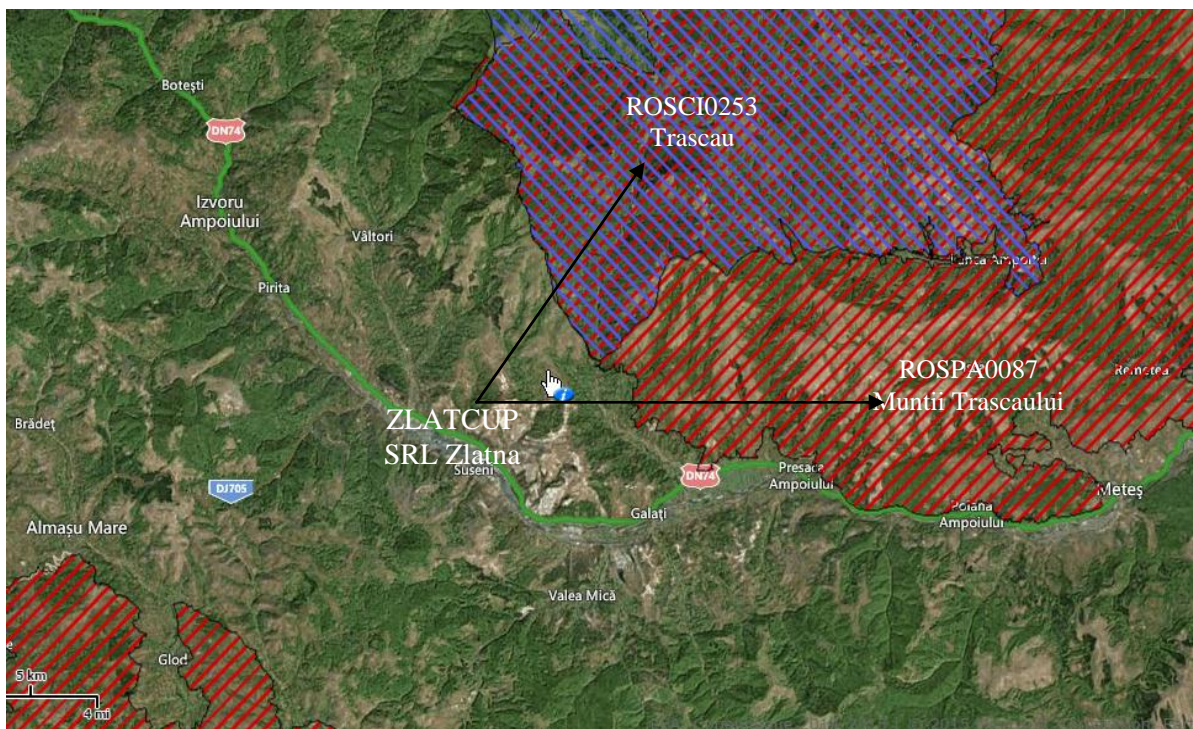 Botești
DN74
ROSCI0253
Trascau
Izvoru
Ampoiului
Vâltori
Pirita
ROSPA0087
Muntii Trascaului
Remetea
ZLATCUP
SRL Zlatna
Brădeț
Suseni
DN74
Presaca
Ampoiului
DJ705
Meteș
Galați
Poiana
Ampoiului
Almașu Mare
Valea Mică
Glod
5 km
4 mi